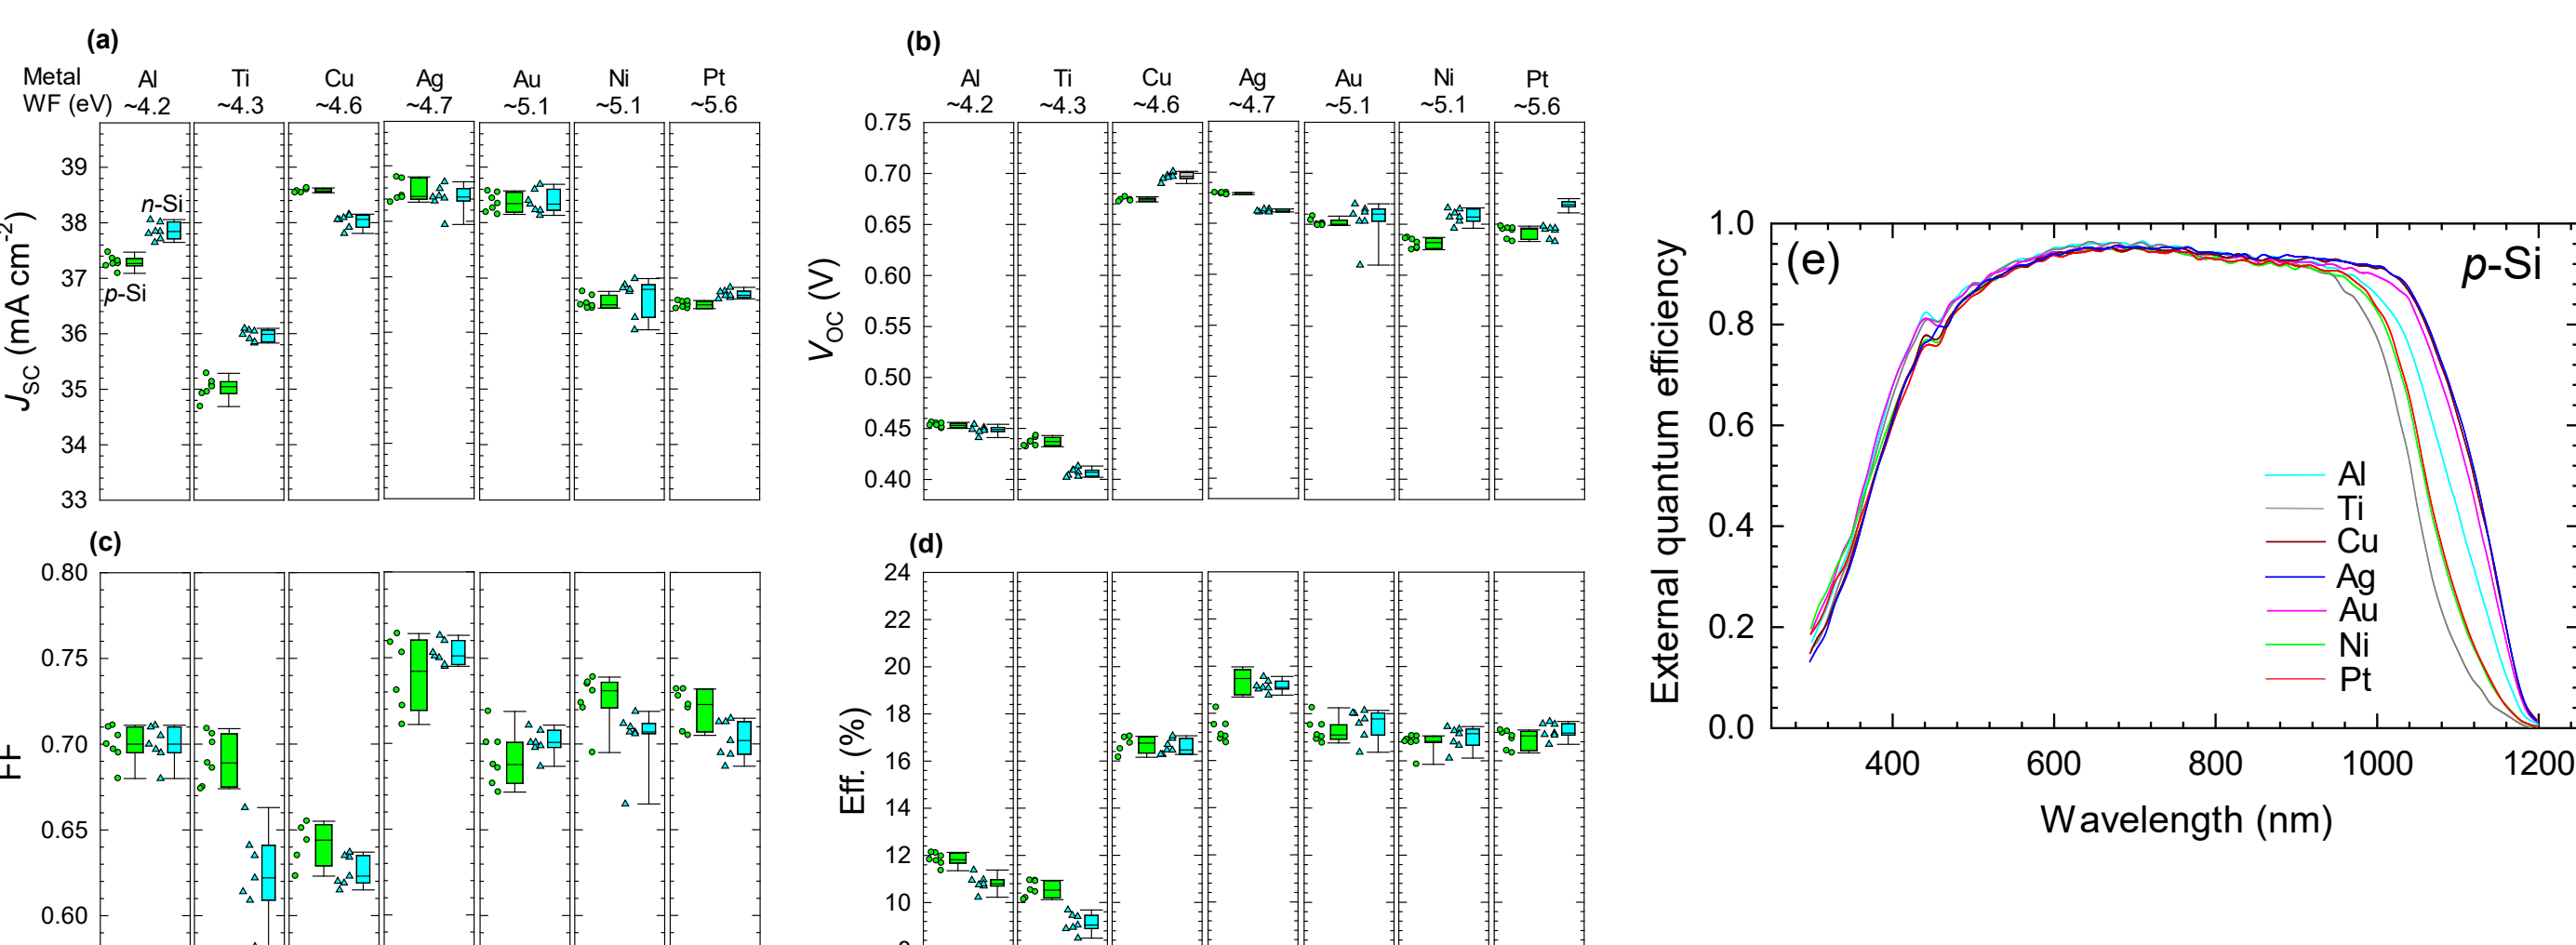 (a)
Metal Al Ti Cu Ag Au Ni Pt
WF (eV) ~4.2 ~4.3 ~4.6 ~4.7 ~5.1 ~5.1 ~5.6
39
38
37
36
35
34
33
n-Si
p-Si
JSC (mA cm-2)
(b)
Al Ti Cu Ag Au Ni Pt
~4.2 ~4.3 ~4.6 ~4.7 ~5.1 ~5.1 ~5.6
0.75
0.70
0.65
0.60
0.55
0.50
0.45
0.40
VOC (V)
(c)
0.80
0.75
0.70
0.65
0.60
(d)
24
22
20
18
16
14
12
10
Eff. (%)
(e)
p-Si
1.0
0.8
0.6
0.4
0.2
0.0
External quantum efficiency
Al
Ti
Cu
Ag
Au
Ni
Pt
400 600 800 1000 1200
Wavelength (nm)